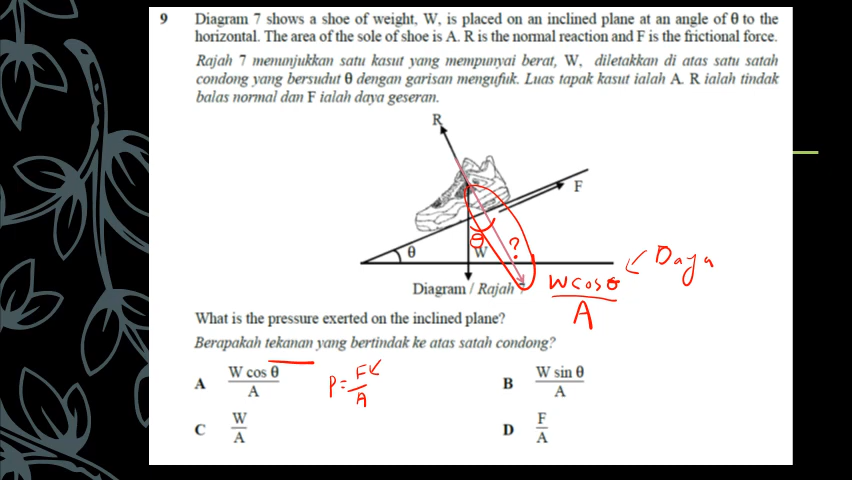 9 Diagram 7 shows a shoe of weight, W, is placed on an inclined plane at an angle of θ to the
horizontal. The area of the sole of shoe is A. R is the normal reaction and F is the frictional force.
Rajah 7 menunjukkan satu kasut yang mempunyai berat, W, diletakkan di atas satu satah
condong yang bersudut θ dengan garisan mengufuk. Luas tapak kasut ialah A. R ialah tindak
balas normal dan F ialah daya geseran.
R
F
θ
θ
W
?
Diagram / Rajah 7
W cos θ
A
Daya
What is the pressure exerted on the inclined plane?
Berapakah tekanan yang bertindak ke atas satah condong?
A W cos θ / A
P = F / A
B W sin θ / A
C W / A
D F / A